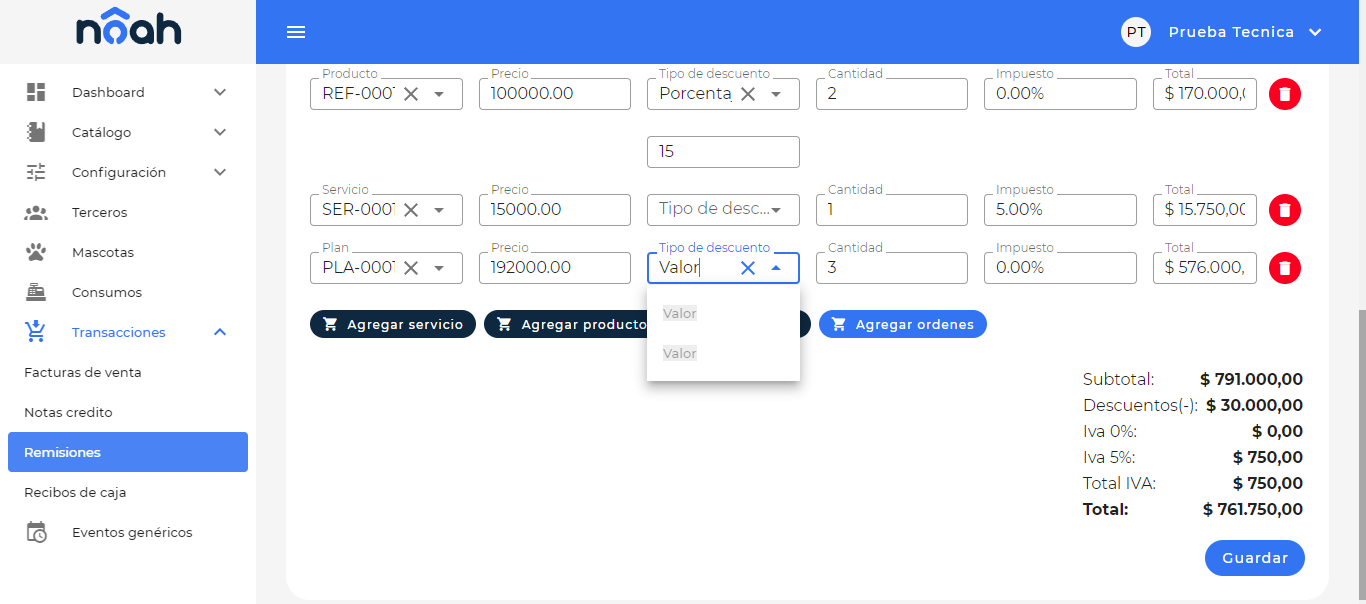 nôah
PT Prueba Tecnica
Dashboard
Catálogo
Configuración
Terceros
Mascotas
Consumos
Transacciones
Facturas de venta
Notas credito
Remisiones
Recibos de caja
Eventos genéricos
Producto Precio Tipo de descuento Cantidad Impuesto Total
REF-0001 100000.00 Porcenta 2 0.00% $ 170.000,
15
Servicio Precio Cantidad Impuesto Total
SER-0001 15000.00 Tipo de desc... 1 5.00% $ 15.750,00
Plan Precio Tipo de descuento Cantidad Impuesto Total
PLA-0001 192000.00 Valor 3 0.00% $ 576.000,
Valor
Valor
Agregar servicio Agregar producto Agregar ordenes
Subtotal: $ 791.000,00
Descuentos(-): $ 30.000,00
Iva 0%: $ 0,00
Iva 5%: $ 750,00
Total IVA: $ 750,00
Total: $ 761.750,00
Guardar